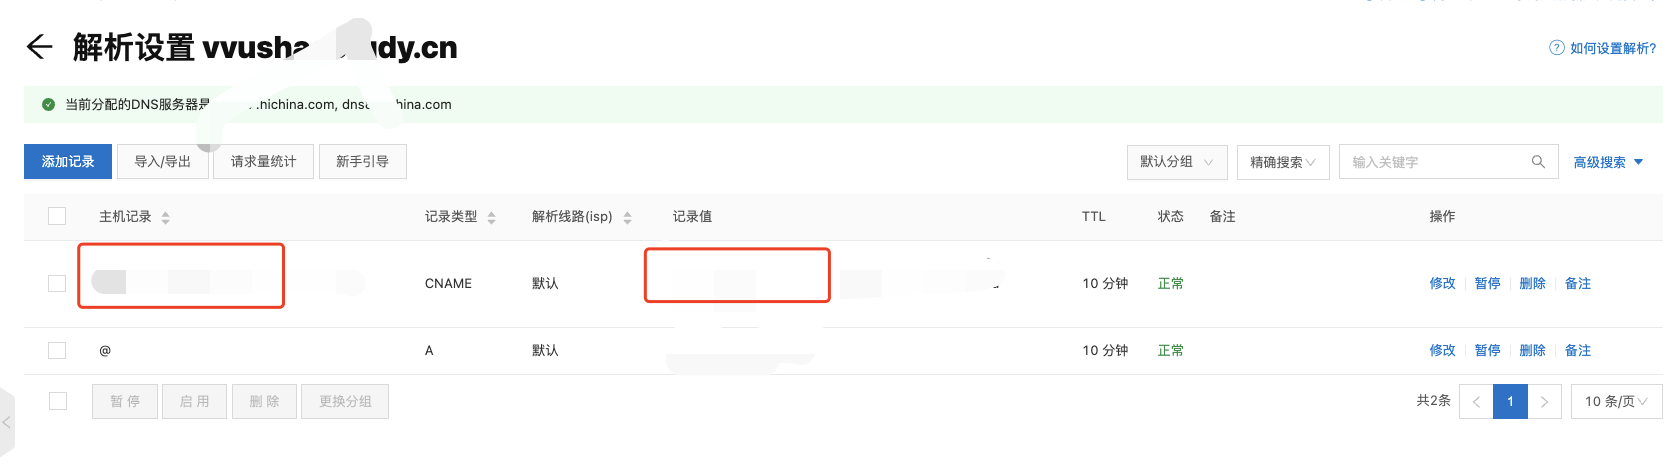 解析设置 vvusha udy.cn
如何设置解析?
当前分配的DNS服务器是 .hichina.com, dns china.com
添加记录 导入/导出 请求量统计 新手引导 默认分组 精确搜索 输入关键字 高级搜索
主机记录 记录类型 解析线路(isp) 记录值 TTL 状态 备注 操作
CNAME 默认 10 分钟 正常 修改 暂停 删除 备注
@ A 默认 10 分钟 正常 修改 暂停 删除 备注
暂停 启用 删除 更换分组 共2条 1 10 条/页